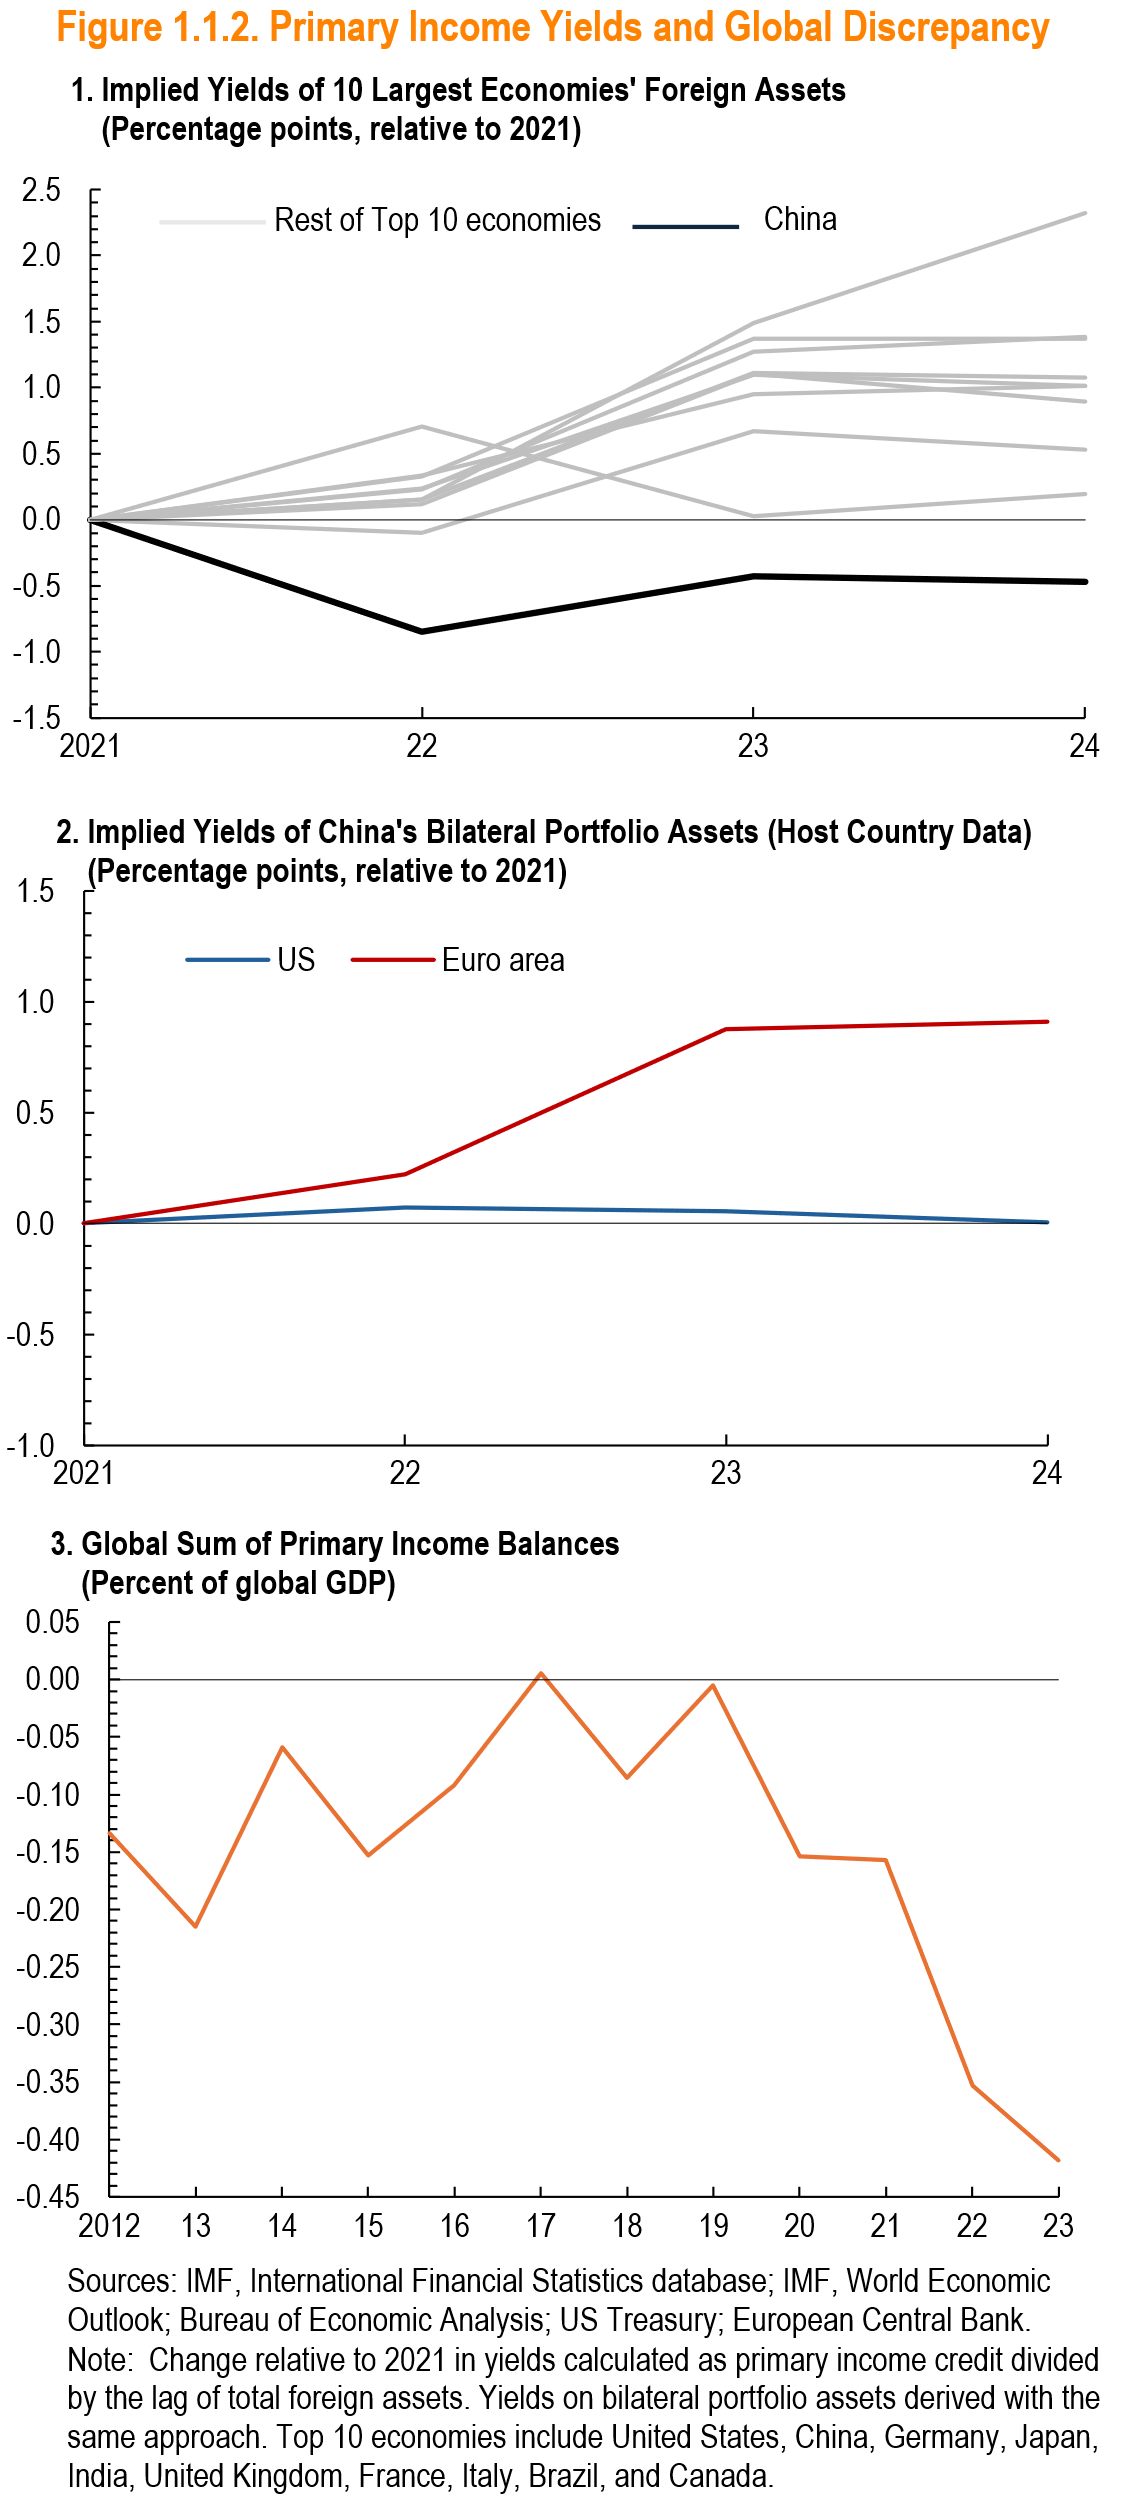 Figure 1.1.2. Primary Income Yields and Global Discrepancy
1. Implied Yields of 10 Largest Economies' Foreign Assets
(Percentage points, relative to 2021)
2.5
Rest of Top 10 economies China
2.0
1.5
1.0
0.5
0.0
-0.5
-1.0
-1.5
2021 22 23 24
2. Implied Yields of China's Bilateral Portfolio Assets (Host Country Data)
(Percentage points, relative to 2021)
1.5
US Euro area
1.0
0.5
0.0
-0.5
-1.0
2021 22 23 24
3. Global Sum of Primary Income Balances
(Percent of global GDP)
0.05
0.00
-0.05
-0.10
-0.15
-0.20
-0.25
-0.30
-0.35
-0.40
-0.45
2012 13 14 15 16 17 18 19 20 21 22 23
Sources: IMF, International Financial Statistics database; IMF, World Economic
Outlook; Bureau of Economic Analysis; US Treasury; European Central Bank.
Note:  Change relative to 2021 in yields calculated as primary income credit divided
by the lag of total foreign assets. Yields on bilateral portfolio assets derived with the
same approach. Top 10 economies include United States, China, Germany, Japan,
India, United Kingdom, France, Italy, Brazil, and Canada.